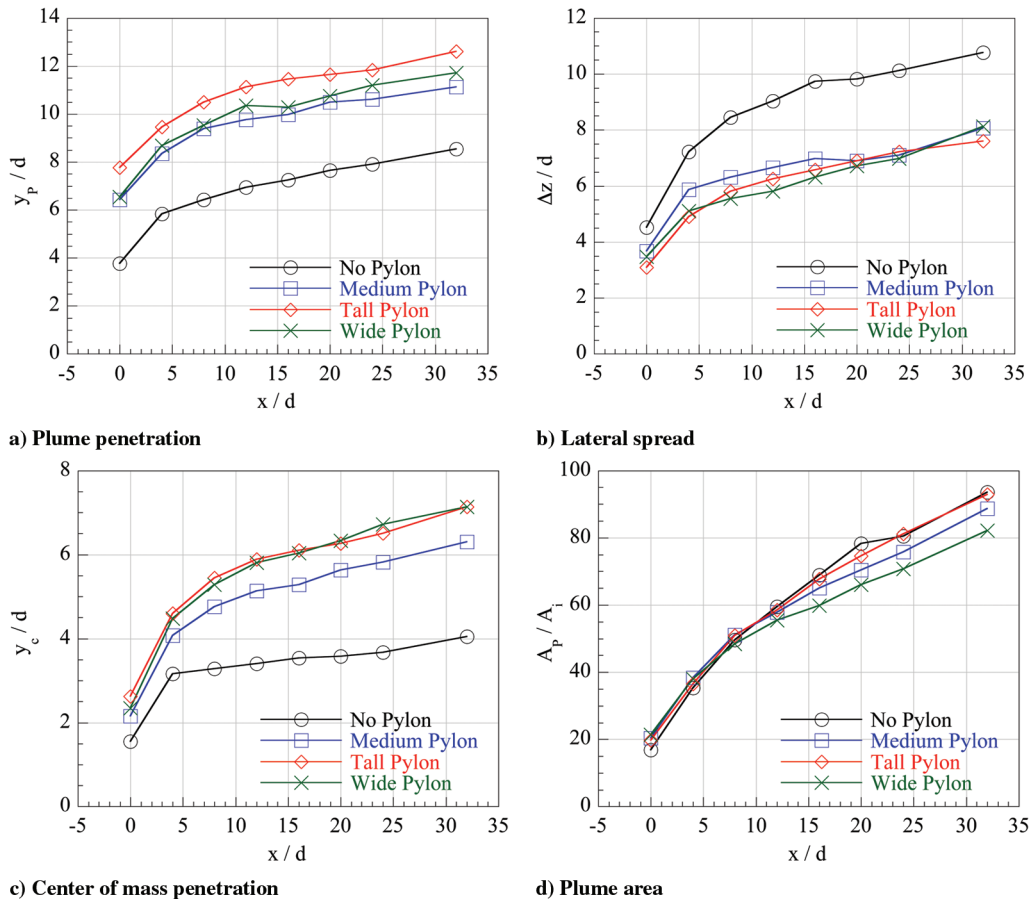 14
12
10
8
6
4
2
0
y_P / d
-5 0 5 10 15 20 25 30 35
x / d
No Pylon
Medium Pylon
Tall Pylon
Wide Pylon
a) Plume penetration
12
10
8
6
4
2
0
Δz / d
-5 0 5 10 15 20 25 30 35
x / d
No Pylon
Medium Pylon
Tall Pylon
Wide Pylon
b) Lateral spread
8
6
4
2
0
y_c / d
-5 0 5 10 15 20 25 30 35
x / d
No Pylon
Medium Pylon
Tall Pylon
Wide Pylon
c) Center of mass penetration
100
80
60
40
20
0
A_P / A_j
-5 0 5 10 15 20 25 30 35
x / d
No Pylon
Medium Pylon
Tall Pylon
Wide Pylon
d) Plume area